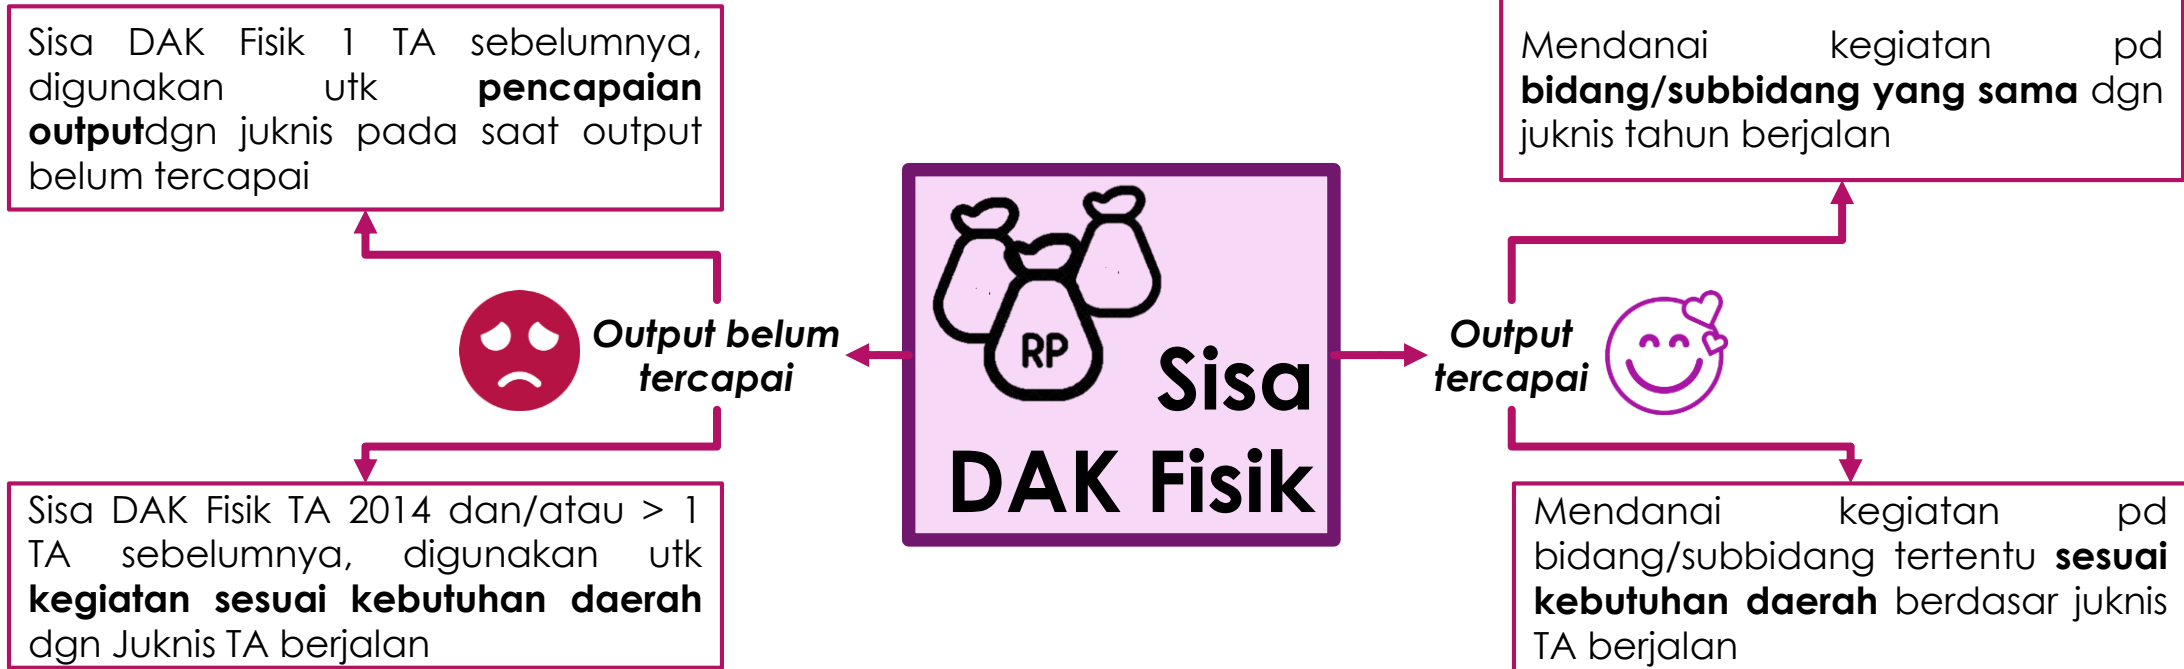 Sisa DAK Fisik 1 TA sebelumnya,
digunakan utk pencapaian
outputdgn juknis pada saat output
belum tercapai
Output belum
tercapai
Sisa DAK Fisik TA 2014 dan/atau > 1
TA sebelumnya, digunakan utk
kegiatan sesuai kebutuhan daerah
dgn Juknis TA berjalan
RP
Sisa
DAK Fisik
Mendanai kegiatan pd
bidang/subbidang yang sama dgn
juknis tahun berjalan
Output
tercapai
Mendanai kegiatan pd
bidang/subbidang tertentu sesuai
kebutuhan daerah berdasar juknis
TA berjalan